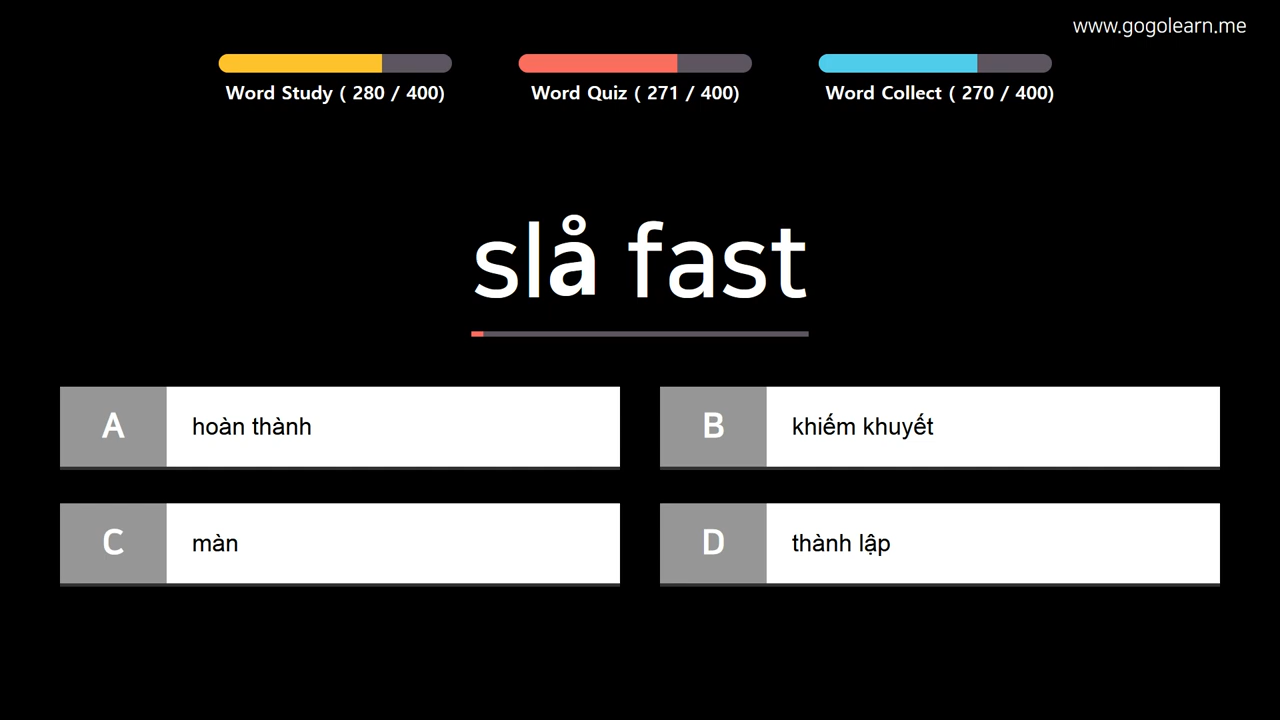 www.gogolearn.me
Word Study ( 280 / 400)
Word Quiz ( 271 / 400)
Word Collect ( 270 / 400)
slå fast
A hoàn thành
B khiếm khuyết
C màn
D thành lập